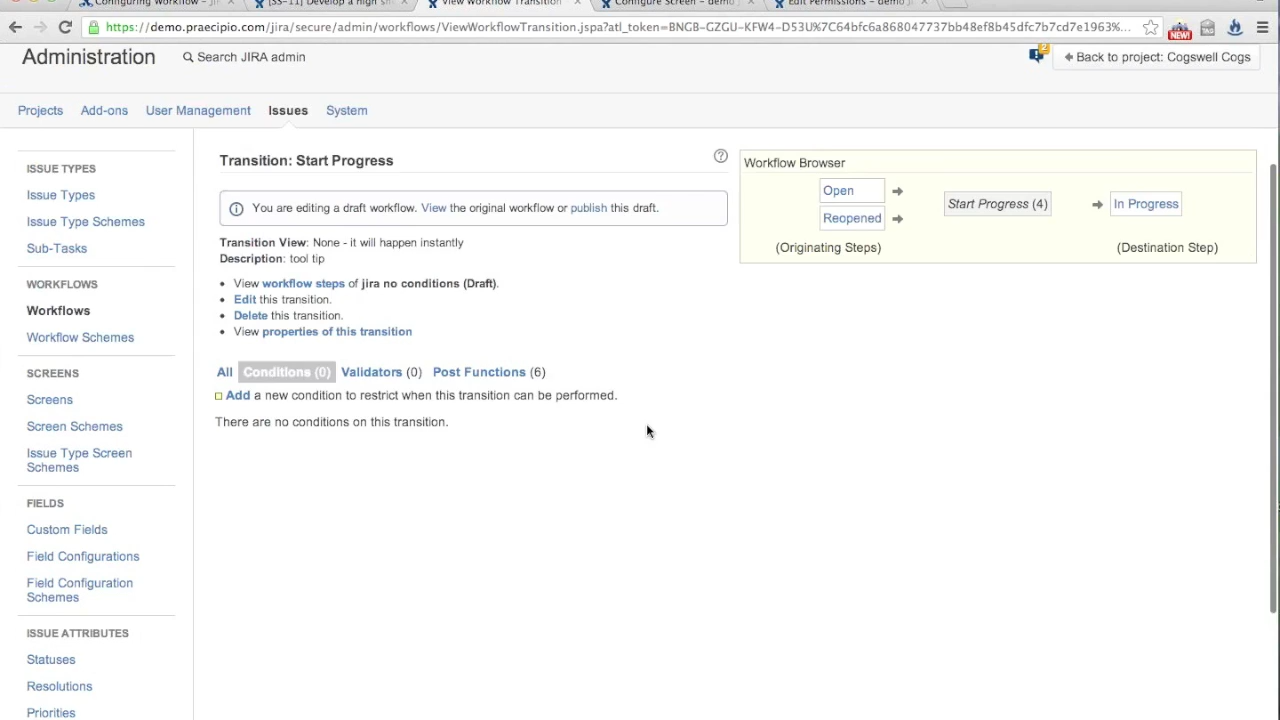 Configuring Workflow -
[SS-11] Develop a high sm
View Workflow Transition
Configure Screen - demo
Edit Permissions - demo
https://demo.praecipio.com/jira/secure/admin/workflows/ViewWorkflowTransition.jspa?atl_token=BNGB-GZGU-KFW4-D53U%7C64bfc6a868047737bb48ef8b45dfc7b7cd7e1963%...
NEW!
TAG
Administration
Search JIRA admin
2
Back to project: Cogswell Cogs
Projects
Add-ons
User Management
Issues
System
ISSUE TYPES
Issue Types
Issue Type Schemes
Sub-Tasks
WORKFLOWS
Workflows
Workflow Schemes
SCREENS
Screens
Screen Schemes
Issue Type Screen
Schemes
FIELDS
Custom Fields
Field Configurations
Field Configuration
Schemes
ISSUE ATTRIBUTES
Statuses
Resolutions
Priorities
Transition: Start Progress
?
You are editing a draft workflow. View the original workflow or publish this draft.
Transition View: None - it will happen instantly
Description: tool tip
• View workflow steps of jira no conditions (Draft).
• Edit this transition.
• Delete this transition.
• View properties of this transition
All Conditions (0) Validators (0) Post Functions (6)
Add a new condition to restrict when this transition can be performed.
There are no conditions on this transition.
Workflow Browser
Open
Reopened
(Originating Steps)
Start Progress (4)
In Progress
(Destination Step)